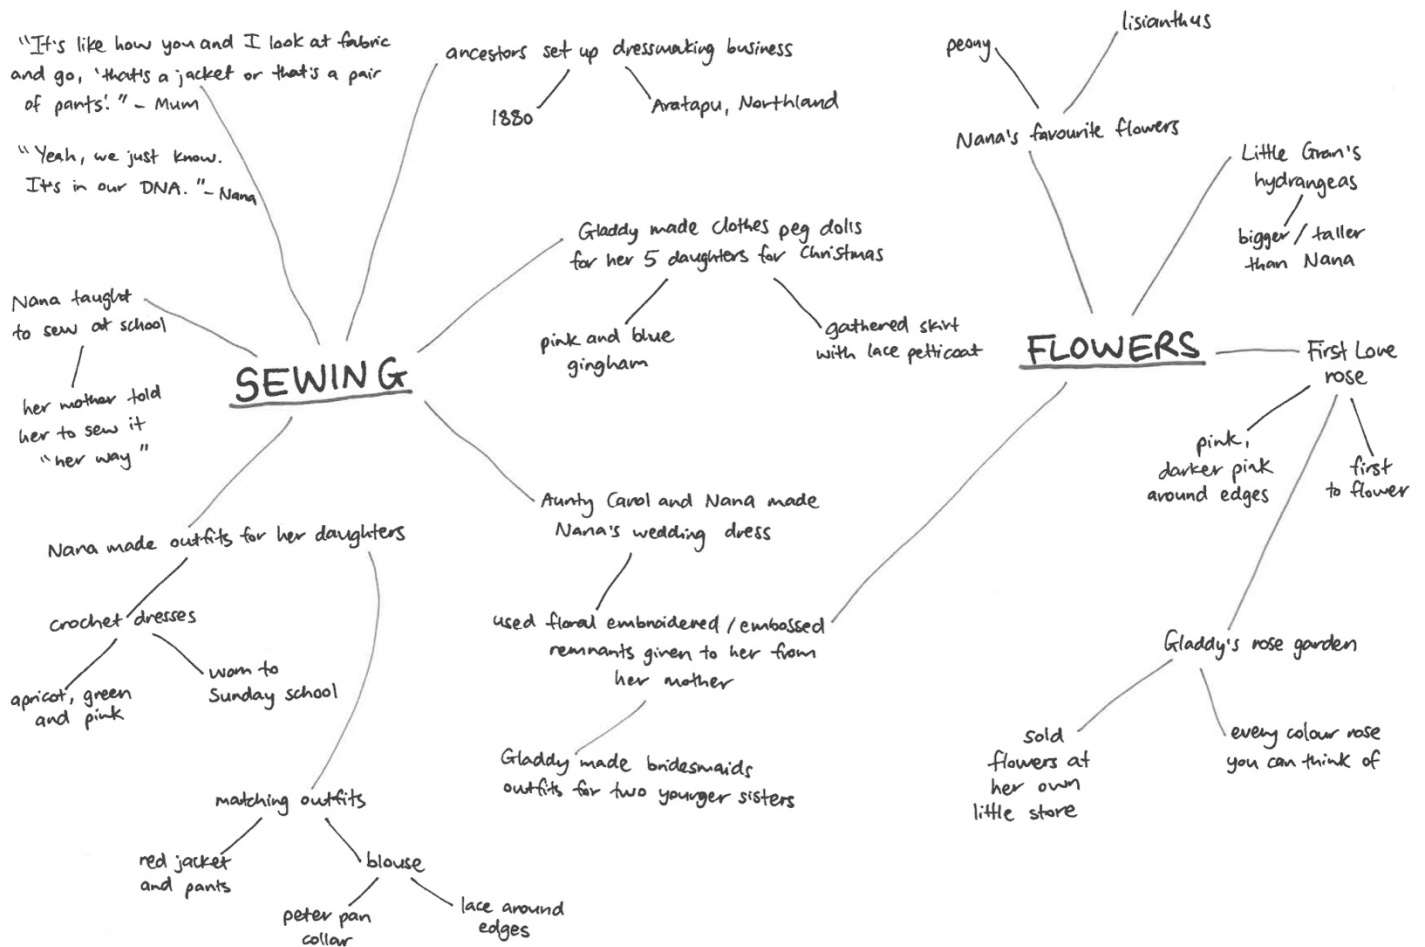 "It's like how you and I look at fabric
and go, 'that's a jacket or that's a pair
of pants'." - Mum
"Yeah, we just know.
It's in our DNA." - Nana
ancestors set up dressmaking business
1880
Aratapu, Northland
Gladdy made clothes peg dolls
for her 5 daughters for Christmas
pink and blue
gingham
gathered skirt
with lace petticoat
Nana taught
to sew at school
her mother told
her to sew it
"her way"
SEWING
Nana made outfits for her daughters
crochet dresses
apricot, green
and pink
worn to
Sunday school
matching outfits
red jacket
and pants
blouse
peter pan
collar
lace around
edges
Aunty Carol and Nana made
Nana's wedding dress
used floral embroidered / embossed
remnants given to her from
her mother
Gladdy made bridesmaids
outfits for two younger sisters
peony
lisianthus
Nana's favourite flowers
Little Gran's
hydrangeas
bigger / taller
than Nana
FLOWERS
First Love
rose
pink,
darker pink
around edges
first
to flower
Gladdy's rose garden
sold
flowers at
her own
little store
every colour rose
you can think of